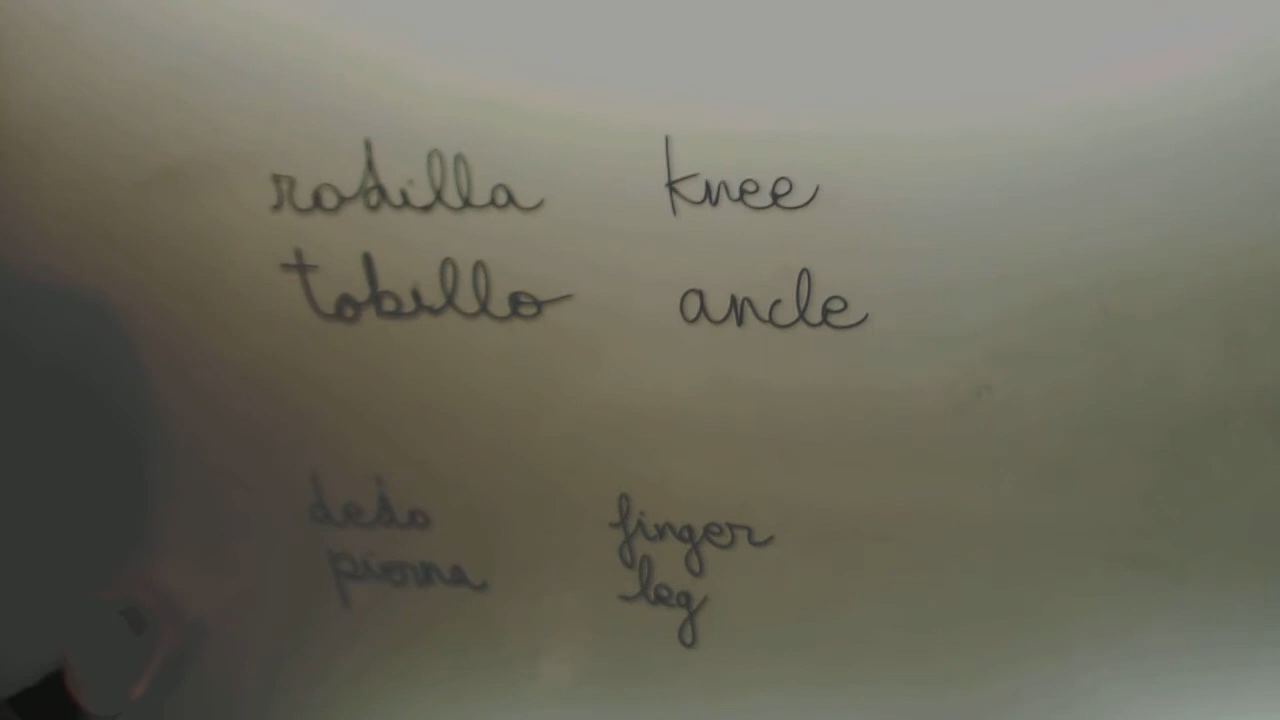 rodilla knee
tobillo ancle
dedo finger
pierna leg